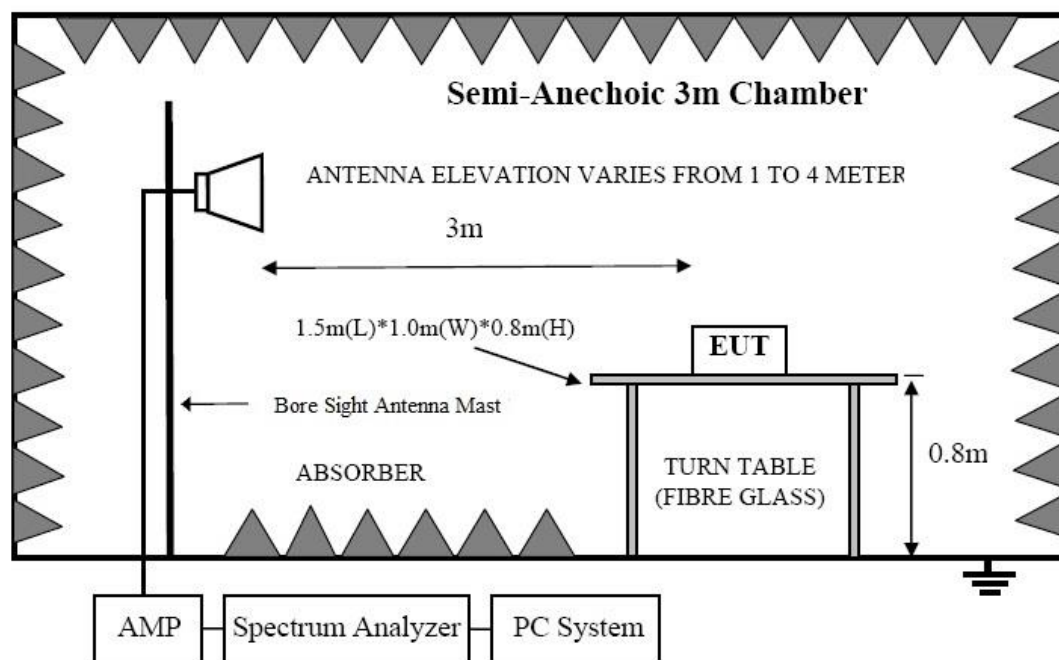 Semi-Anechoic 3m Chamber
ANTENNA ELEVATION VARIES FROM 1 TO 4 METER
3m
1.5m(L)*1.0m(W)*0.8m(H)
EUT
Bore Sight Antenna Mast
0.8m
ABSORBER
TURN TABLE
(FIBRE GLASS)
AMP
Spectrum Analyzer
PC System